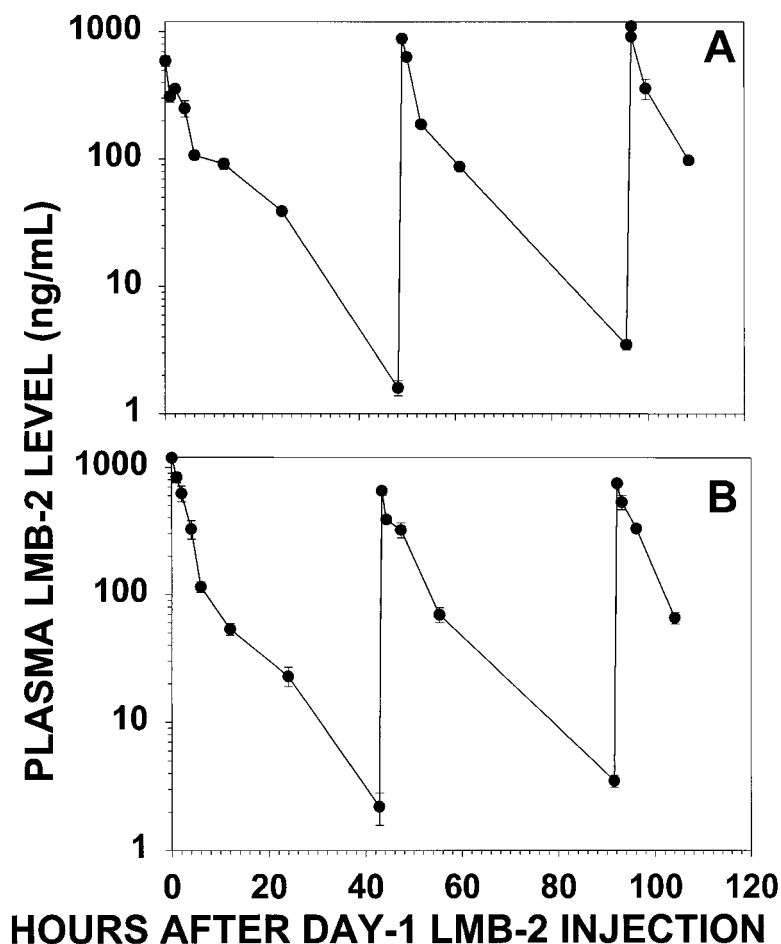 PLASMA LMB-2 LEVEL (ng/mL)
1000
100
10
1
A
1000
100
10
1
B
0 20 40 60 80 100 120
HOURS AFTER DAY-1 LMB-2 INJECTION